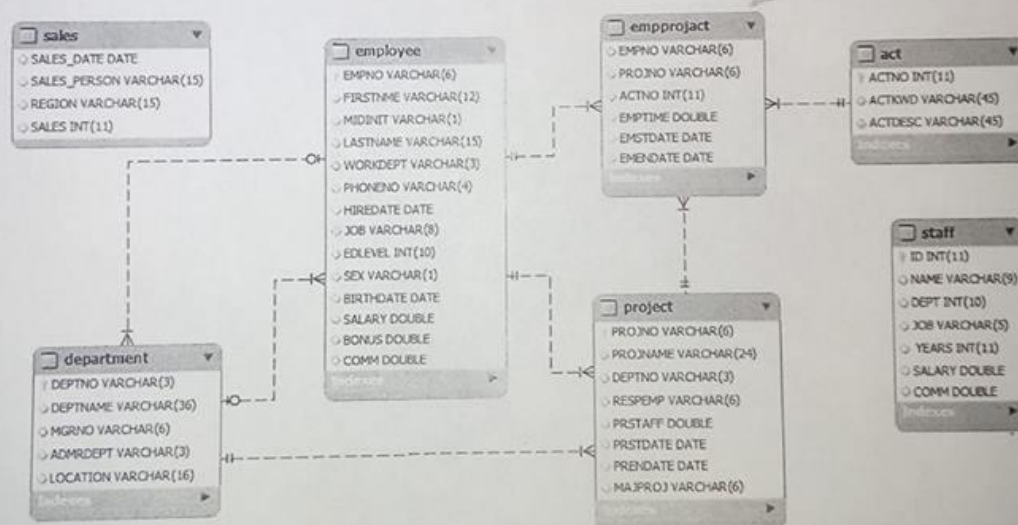 sales
SALES_DATE DATE
SALES_PERSON VARCHAR(15)
REGION VARCHAR(15)
SALES INT(11)
employee
EMPNO VARCHAR(6)
FIRSTNME VARCHAR(12)
MIDINIT VARCHAR(1)
LASTNAME VARCHAR(15)
WORKDEPT VARCHAR(3)
PHONENO VARCHAR(4)
HIREDATE DATE
JOB VARCHAR(8)
EDLEVEL INT(10)
SEX VARCHAR(1)
BIRTHDATE DATE
SALARY DOUBLE
BONUS DOUBLE
COMM DOUBLE
Indexes
empprojact
EMPNO VARCHAR(6)
PROJNO VARCHAR(6)
ACTNO INT(11)
EMPTIME DOUBLE
EMSTDATE DATE
EMENDATE DATE
Indexes
act
ACTNO INT(11)
ACTKWD VARCHAR(45)
ACTDESC VARCHAR(45)
Indexes
staff
ID INT(11)
NAME VARCHAR(9)
DEPT INT(10)
JOB VARCHAR(5)
YEARS INT(11)
SALARY DOUBLE
COMM DOUBLE
Indexes
department
DEPTNO VARCHAR(3)
DEPTNAME VARCHAR(36)
MGRNO VARCHAR(6)
ADMRDEPT VARCHAR(3)
LOCATION VARCHAR(16)
Indexes
project
PROJNO VARCHAR(6)
PROJNAME VARCHAR(24)
DEPTNO VARCHAR(3)
RESPEMP VARCHAR(6)
PRSTAFF DOUBLE
PRSTDATE DATE
PRENDATE DATE
MAJPROJ VARCHAR(6)
Indexes